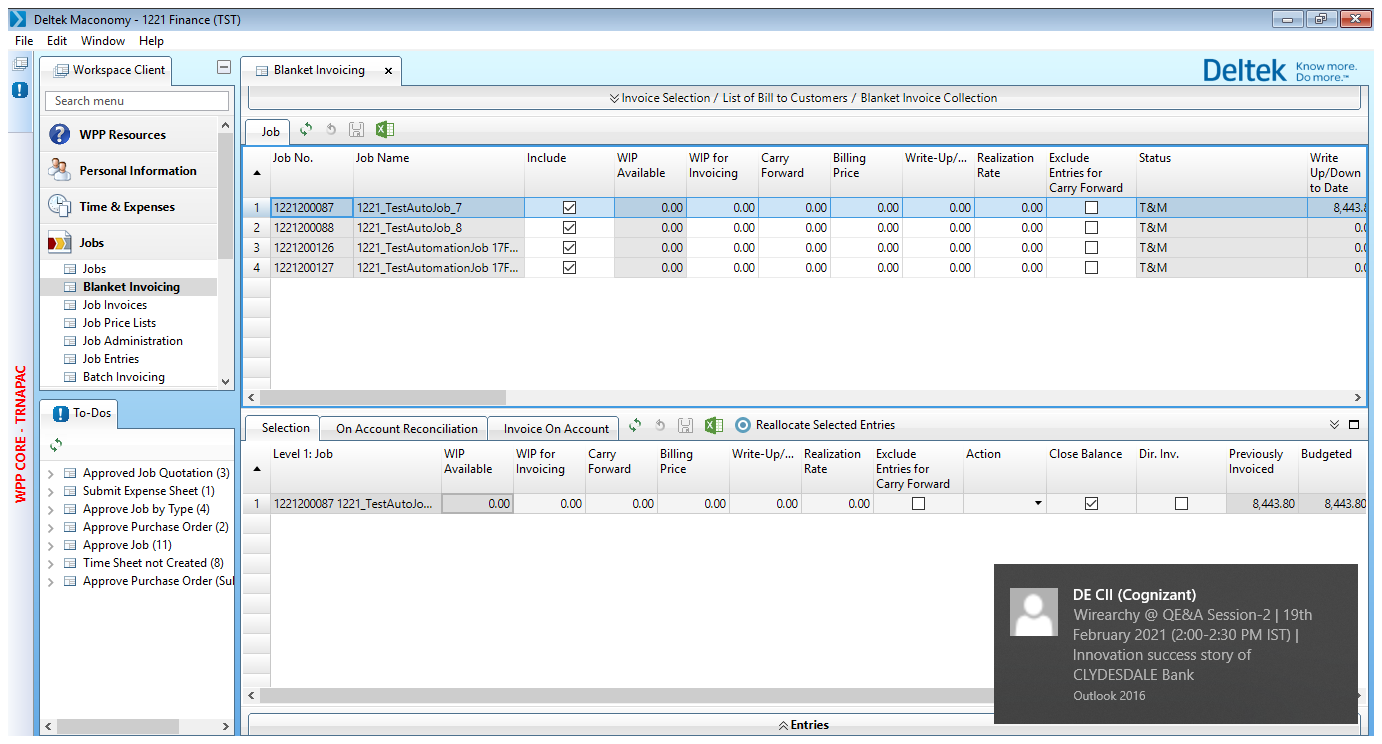 Deltek Maconomy - 1221 Finance (TST)
File Edit Window Help
Workspace Client
Blanket Invoicing
Deltek Know more. Do more.™
Search menu
Invoice Selection / List of Bill to Customers / Blanket Invoice Collection
WPP Resources
Personal Information
Time & Expenses
Jobs
Jobs
Blanket Invoicing
Job Invoices
Job Price Lists
Job Administration
Job Entries
Batch Invoicing
WPP CORE - TRNAPAC
To-Dos
Approved Job Quotation (3)
Submit Expense Sheet (1)
Approve Job by Type (4)
Approve Purchase Order (2)
Approve Job (11)
Time Sheet not Created (8)
Approve Purchase Order (Sul
Job
Job No. Job Name Include WIP Available WIP for Invoicing Carry Forward Billing Price Write-Up/... Realization Rate Exclude Entries for Carry Forward Status Write Up/Down to Date
1 1221200087 1221_TestAutoJob_7 0.00 0.00 0.00 0.00 0.00 0.00 T&M 8,443.8
2 1221200088 1221_TestAutoJob_8 0.00 0.00 0.00 0.00 0.00 0.00 T&M 0.0
3 1221200126 1221_TestAutomationJob 17F... 0.00 0.00 0.00 0.00 0.00 0.00 T&M 0.0
4 1221200127 1221_TestAutomationJob 17F... 0.00 0.00 0.00 0.00 0.00 0.00 T&M 0.0
Selection On Account Reconciliation Invoice On Account Reallocate Selected Entries
Level 1: Job WIP Available WIP for Invoicing Carry Forward Billing Price Write-Up/... Realization Rate Exclude Entries for Carry Forward Action Close Balance Dir. Inv. Previously Invoiced Budgeted
1 1221200087 1221_TestAutoJo... 0.00 0.00 0.00 0.00 0.00 0.00 8,443.80 8,443.80
DE CII (Cognizant)
Wirearchy @ QE&A Session-2 | 19th
February 2021 (2:00-2:30 PM IST) |
Innovation success story of
CLYDESDALE Bank
Outlook 2016
Entries